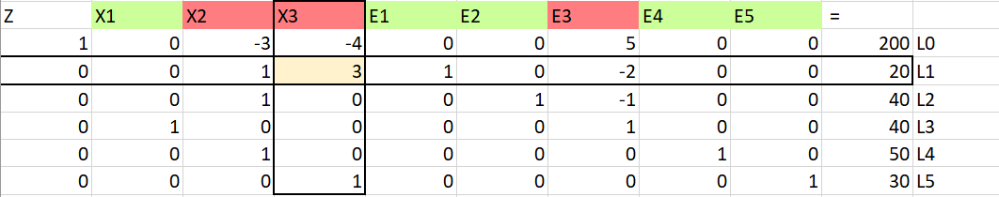 Z X1 X2 X3 E1 E2 E3 E4 E5 =
1 0 -3 -4 0 0 5 0 0 200 L0
0 0 1 3 1 0 -2 0 0 20 L1
0 0 1 0 0 1 -1 0 0 40 L2
0 1 0 0 0 0 1 0 0 40 L3
0 0 1 0 0 0 0 1 0 50 L4
0 0 0 1 0 0 0 0 1 30 L5